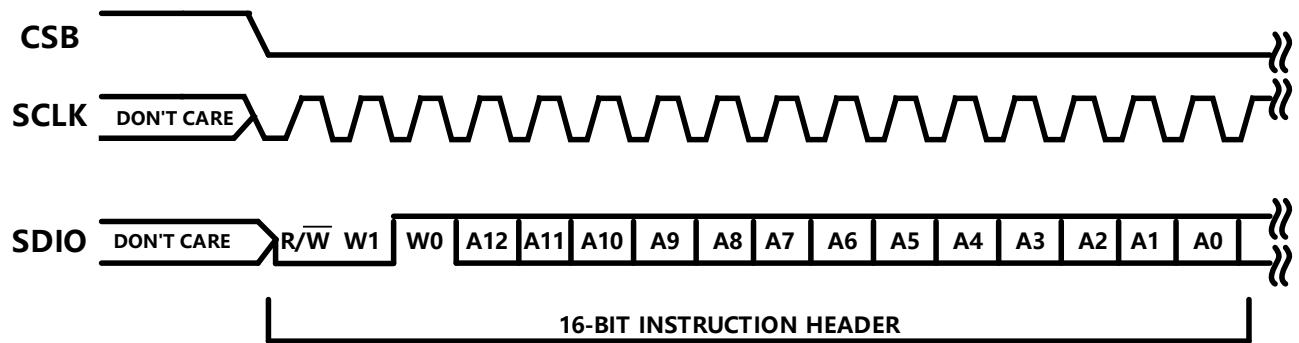 CSB
SCLK DON'T CARE
SDIO DON'T CARE R/W̅ W1 W0 A12 A11 A10 A9 A8 A7 A6 A5 A4 A3 A2 A1 A0
16-BIT INSTRUCTION HEADER